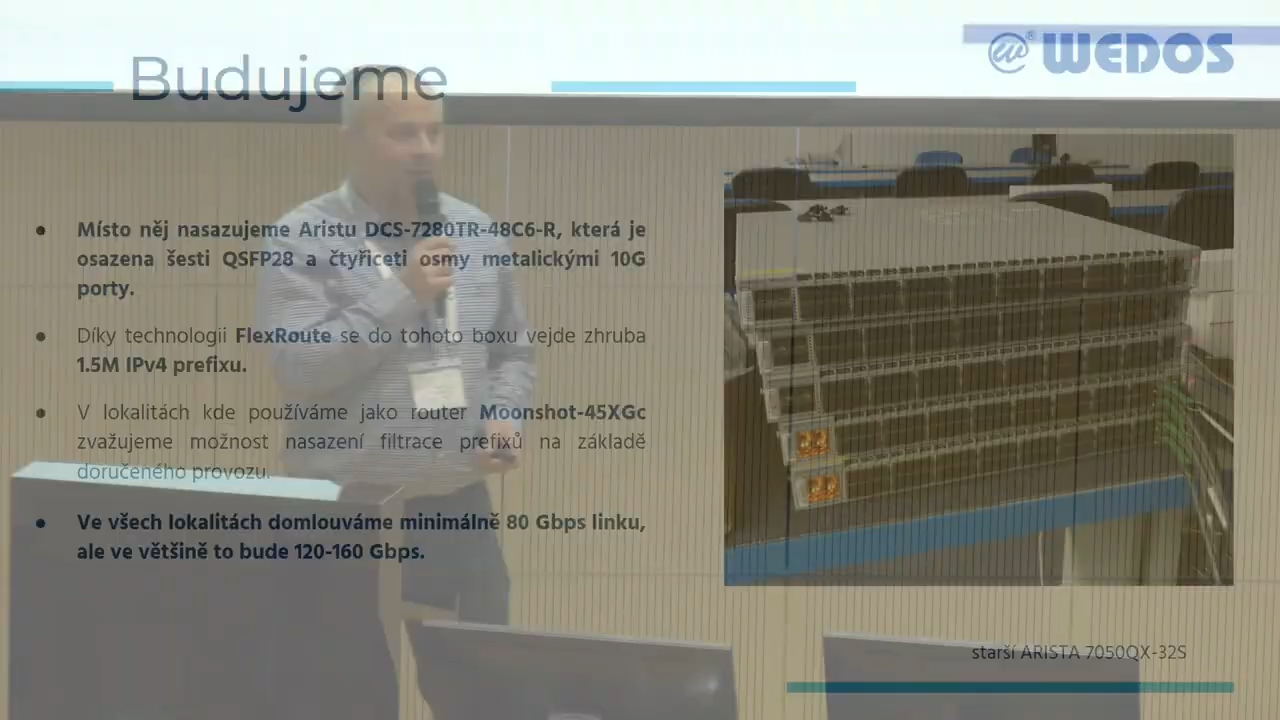 Budujeme
@® WEDOS
Místo něj nasazujeme Aristu DCS-7280TR-48C6-R, která je
osazena šesti QSFP28 a čtyřiceti osmy metalickými 10G
porty.
Díky technologii FlexRoute se do tohoto boxu vejde zhruba
1.5M IPv4 prefixu.
V lokalitách kde používáme jako router Moonshot-45XGc
zvažujeme možnost nasazení filtrace prefixů na základě
doručeného provozu.
Ve všech lokalitách domlouváme minimálně 80 Gbps linku,
ale ve většině to bude 120-160 Gbps.
starší ARISTA 7050QX-32S